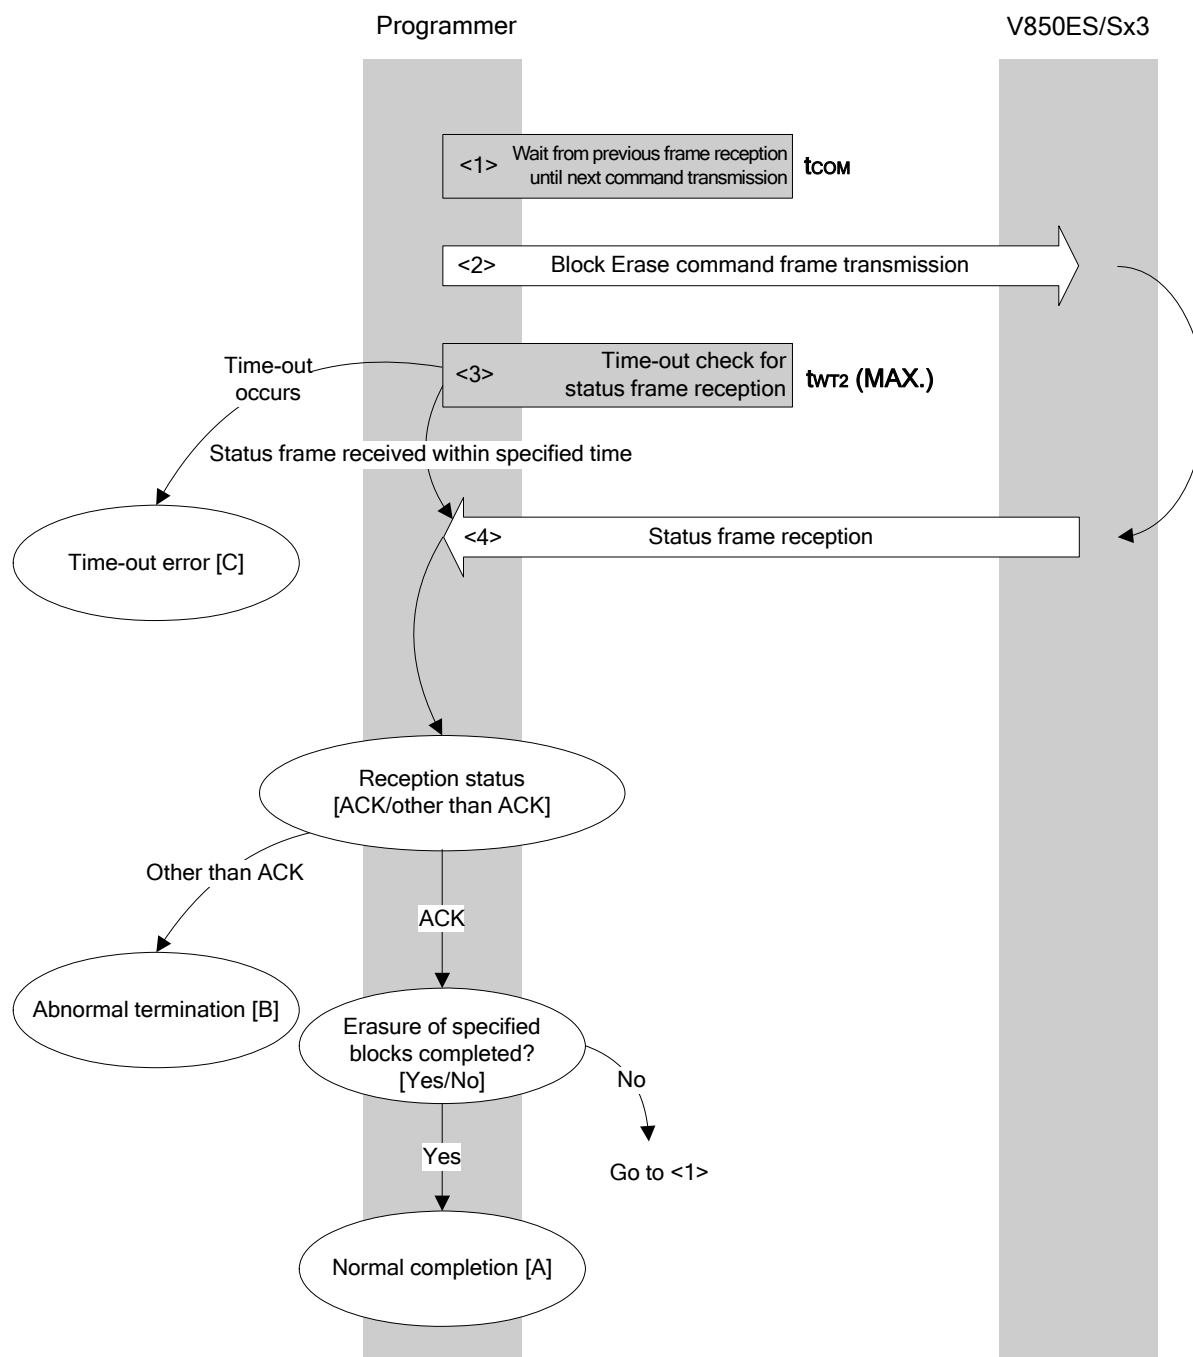 Programmer
V850ES/Sx3
<1>
Wait from previous frame reception
until next command transmission
tCOM
<2>
Block Erase command frame transmission
Time-out
occurs
<3>
Time-out check for
status frame reception
tWT2 (MAX.)
Status frame received within specified time
<4>
Status frame reception
Time-out error [C]
Reception status
[ACK/other than ACK]
Other than ACK
ACK
Abnormal termination [B]
Erasure of specified
blocks completed?
[Yes/No]
No
Yes
Go to <1>
Normal completion [A]